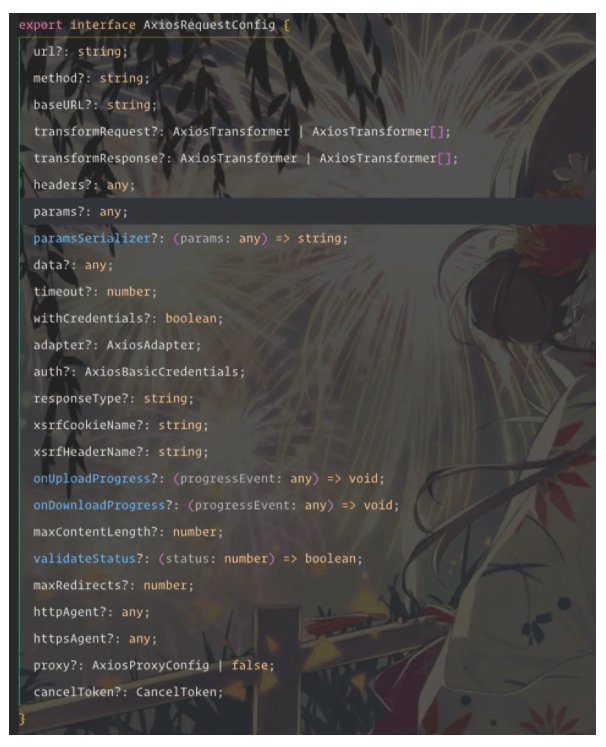 export interface AxiosRequestConfig {
url?: string;
method?: string;
baseURL?: string;
transformRequest?: AxiosTransformer | AxiosTransformer[];
transformResponse?: AxiosTransformer | AxiosTransformer[];
headers?: any;
params?: any;
paramsSerializer?: (params: any) => string;
data?: any;
timeout?: number;
withCredentials?: boolean;
adapter?: AxiosAdapter;
auth?: AxiosBasicCredentials;
responseType?: string;
xsrfCookieName?: string;
xsrfHeaderName?: string;
onUploadProgress?: (progressEvent: any) => void;
onDownloadProgress?: (progressEvent: any) => void;
maxContentLength?: number;
validateStatus?: (status: number) => boolean;
maxRedirects?: number;
httpAgent?: any;
httpsAgent?: any;
proxy?: AxiosProxyConfig | false;
cancelToken?: CancelToken;
}